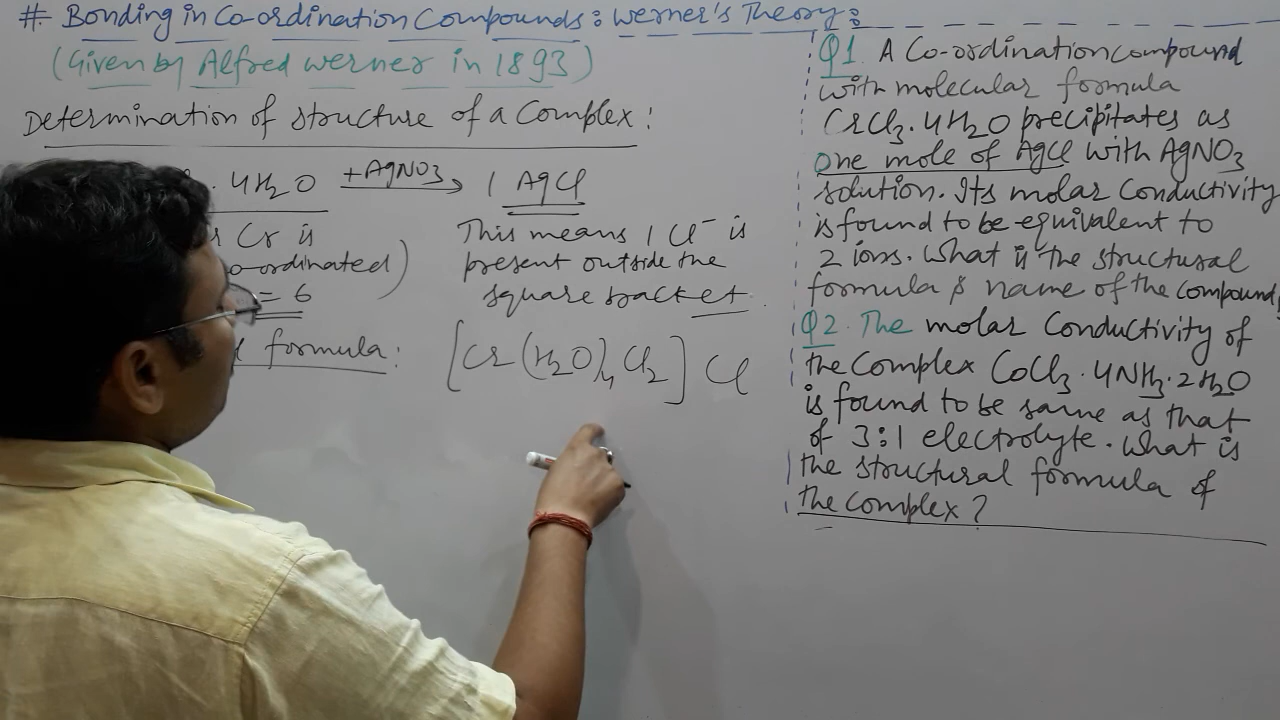 # Bonding in Co-ordination Compounds: Werner's Theory:
(Given by Alfred Werner in 1893)
Determination of structure of a Complex:
. 4H₂O +AgNO₃ → 1 AgCl
Cr is
o-ordinated)
= 6
This means 1 Cl⁻ is
present outside the
square bracket.
formula: [Cr(H₂O)₄Cl₂]Cl
Q1. A Co-ordination compound
with molecular formula
CrCl₃.4H₂O precipitates as
one mole of AgCl with AgNO₃
solution. Its molar conductivity
is found to be equivalent to
2 ions. What is the structural
formula & name of the compound,
Q2. The molar conductivity of
the complex CoCl₃.4NH₃.2H₂O
is found to be same as that
of 3:1 electrolyte. What is
the structural formula of
the complex?